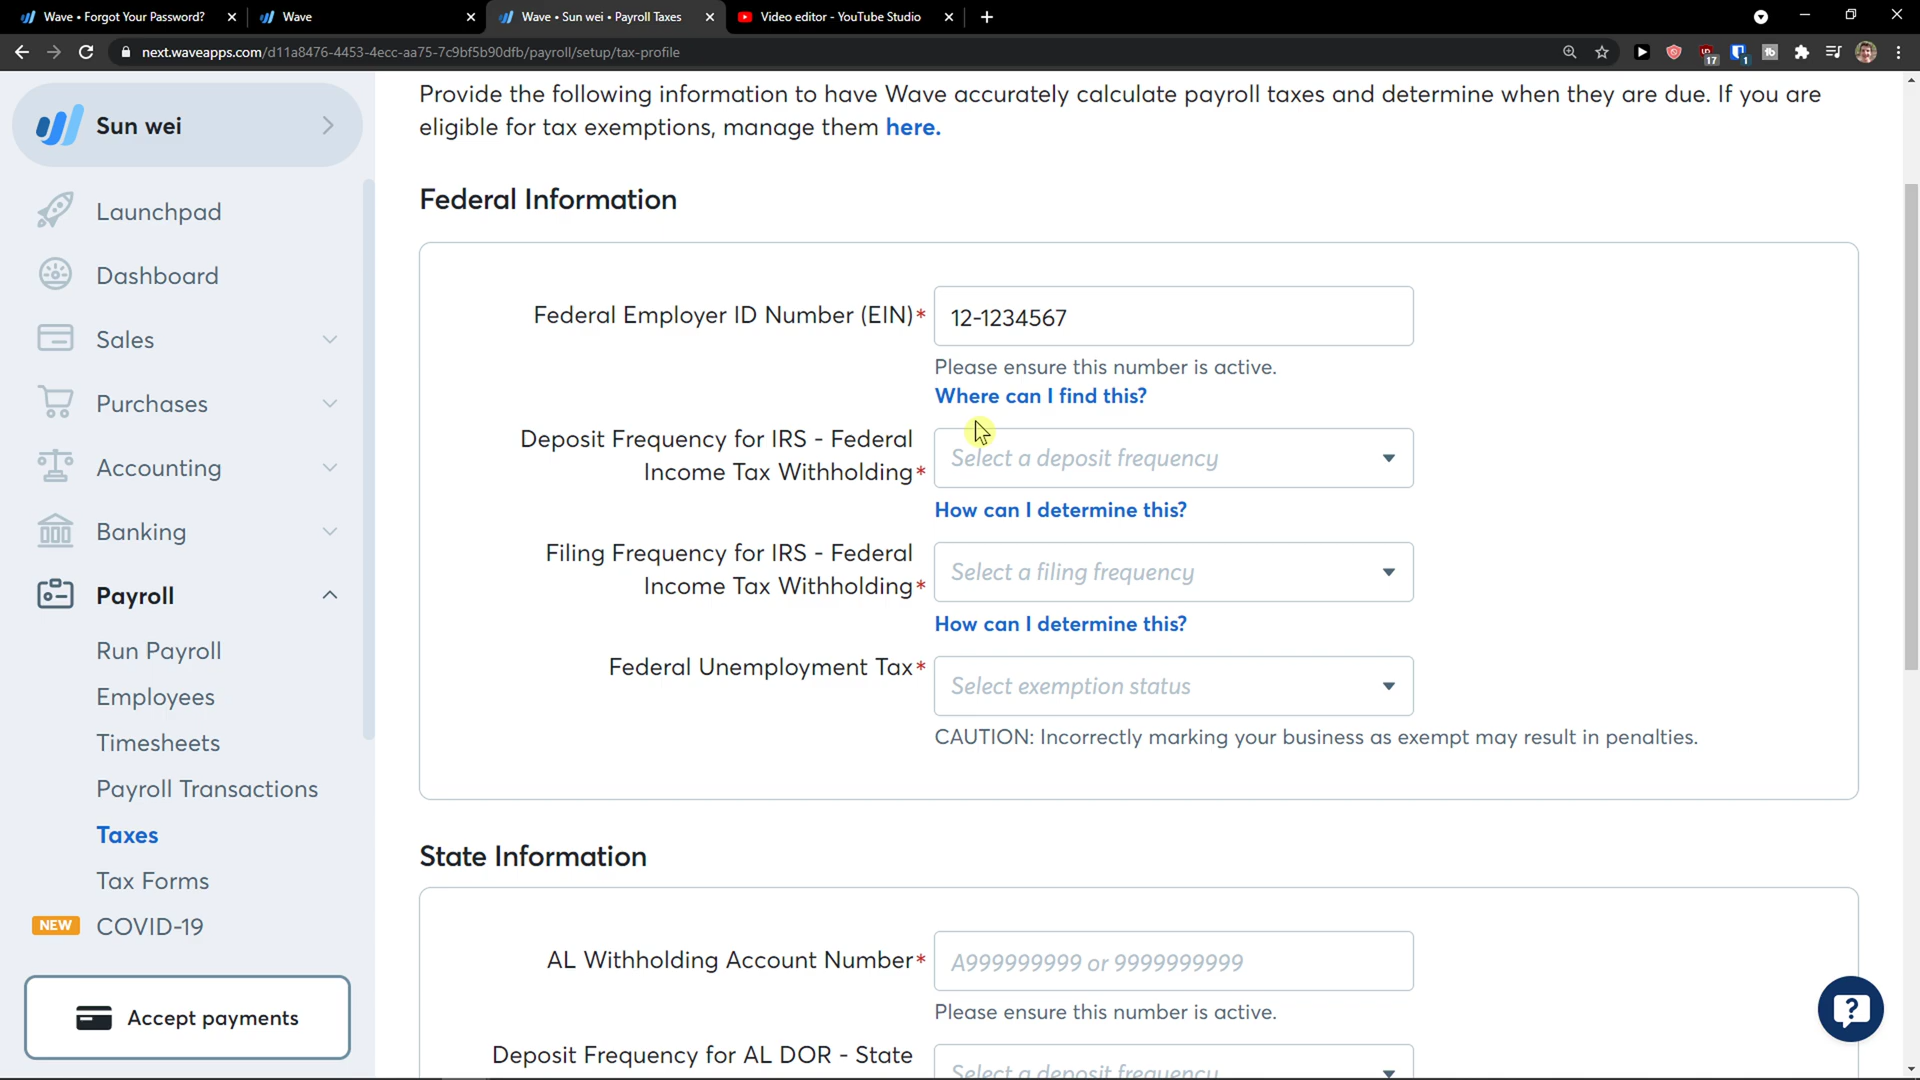 Wave • Forgot Your Password?
Wave
Wave • Sun wei • Payroll Taxes
Video editor - YouTube Studio
next.waveapps.com/d11a8476-4453-4ecc-aa75-7c9bf5b90dfb/payroll/setup/tax-profile
17
1
Sun wei
Launchpad
Dashboard
Sales
Purchases
Accounting
Banking
Payroll
Run Payroll
Employees
Timesheets
Payroll Transactions
Taxes
Tax Forms
NEW COVID-19
Accept payments
Provide the following information to have Wave accurately calculate payroll taxes and determine when they are due. If you are
eligible for tax exemptions, manage them here.
Federal Information
Federal Employer ID Number (EIN)*
12-1234567
Please ensure this number is active.
Where can I find this?
Deposit Frequency for IRS - Federal
Income Tax Withholding*
Select a deposit frequency
How can I determine this?
Filing Frequency for IRS - Federal
Income Tax Withholding*
Select a filing frequency
How can I determine this?
Federal Unemployment Tax*
Select exemption status
CAUTION: Incorrectly marking your business as exempt may result in penalties.
State Information
AL Withholding Account Number*
A999999999 or 9999999999
Please ensure this number is active.
Deposit Frequency for AL DOR - State
Select a deposit frequency